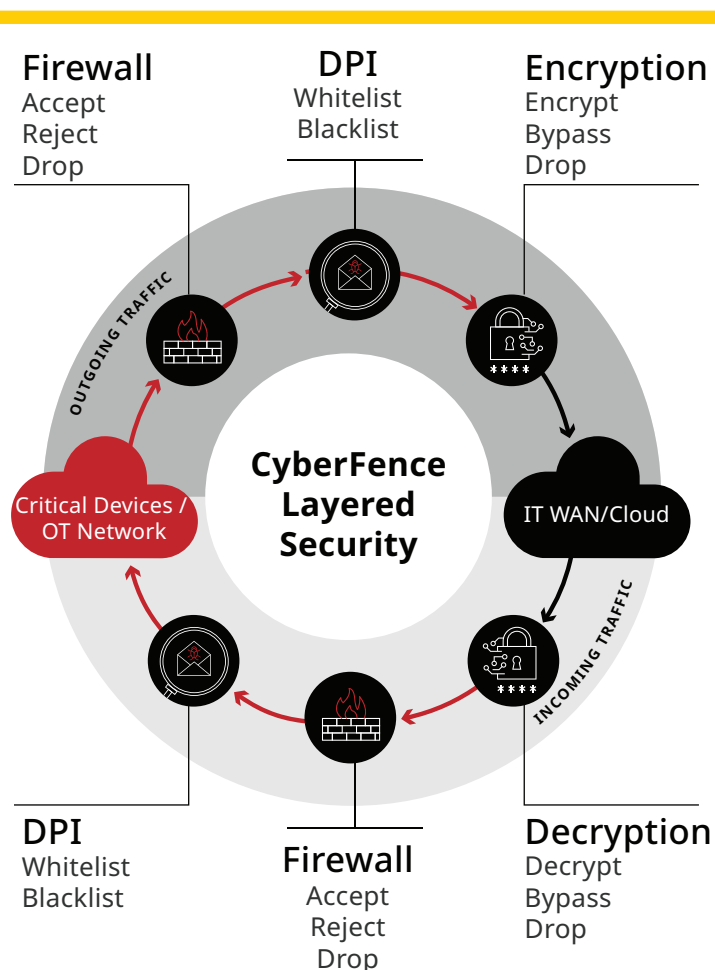 Firewall
Accept
Reject
Drop
DPI
Whitelist
Blacklist
Encryption
Encrypt
Bypass
Drop
OUTGOING TRAFFIC
****
CyberFence
Layered
Security
Critical Devices /
OT Network
IT WAN/Cloud
INCOMING TRAFFIC
****
DPI
Whitelist
Blacklist
Firewall
Accept
Reject
Drop
Decryption
Decrypt
Bypass
Drop